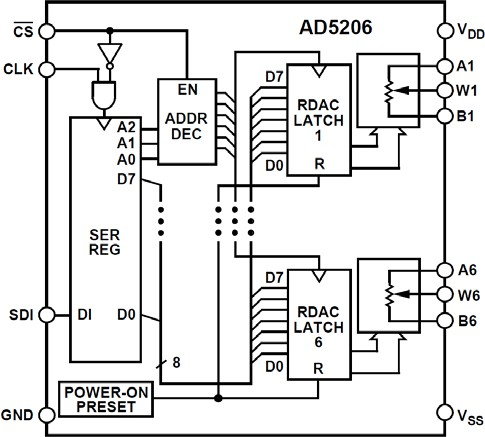 AD5206
CS
CLK
SDI
GND
EN
ADDR
DEC
A2
A1
A0
D7
SER
REG
DI
D0
8
POWER-ON
PRESET
D7
RDAC
LATCH
1
D0
R
D7
RDAC
LATCH
6
D0
R
VDD
A1
W1
B1
A6
W6
B6
VSS